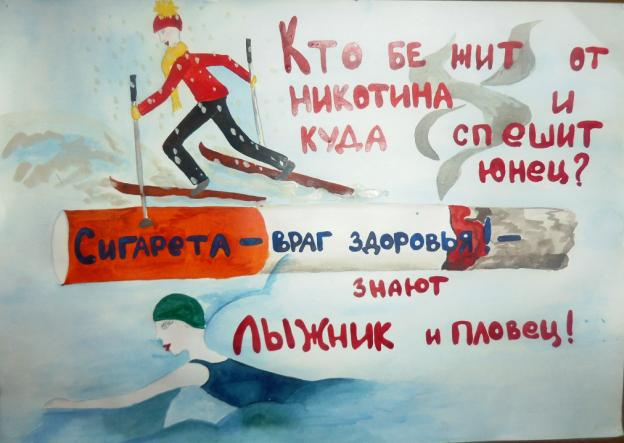 Кто бежит от
никотина и
куда спешит
юнец?
Сигарета – враг здоровья! –
знают
лыжник и пловец!